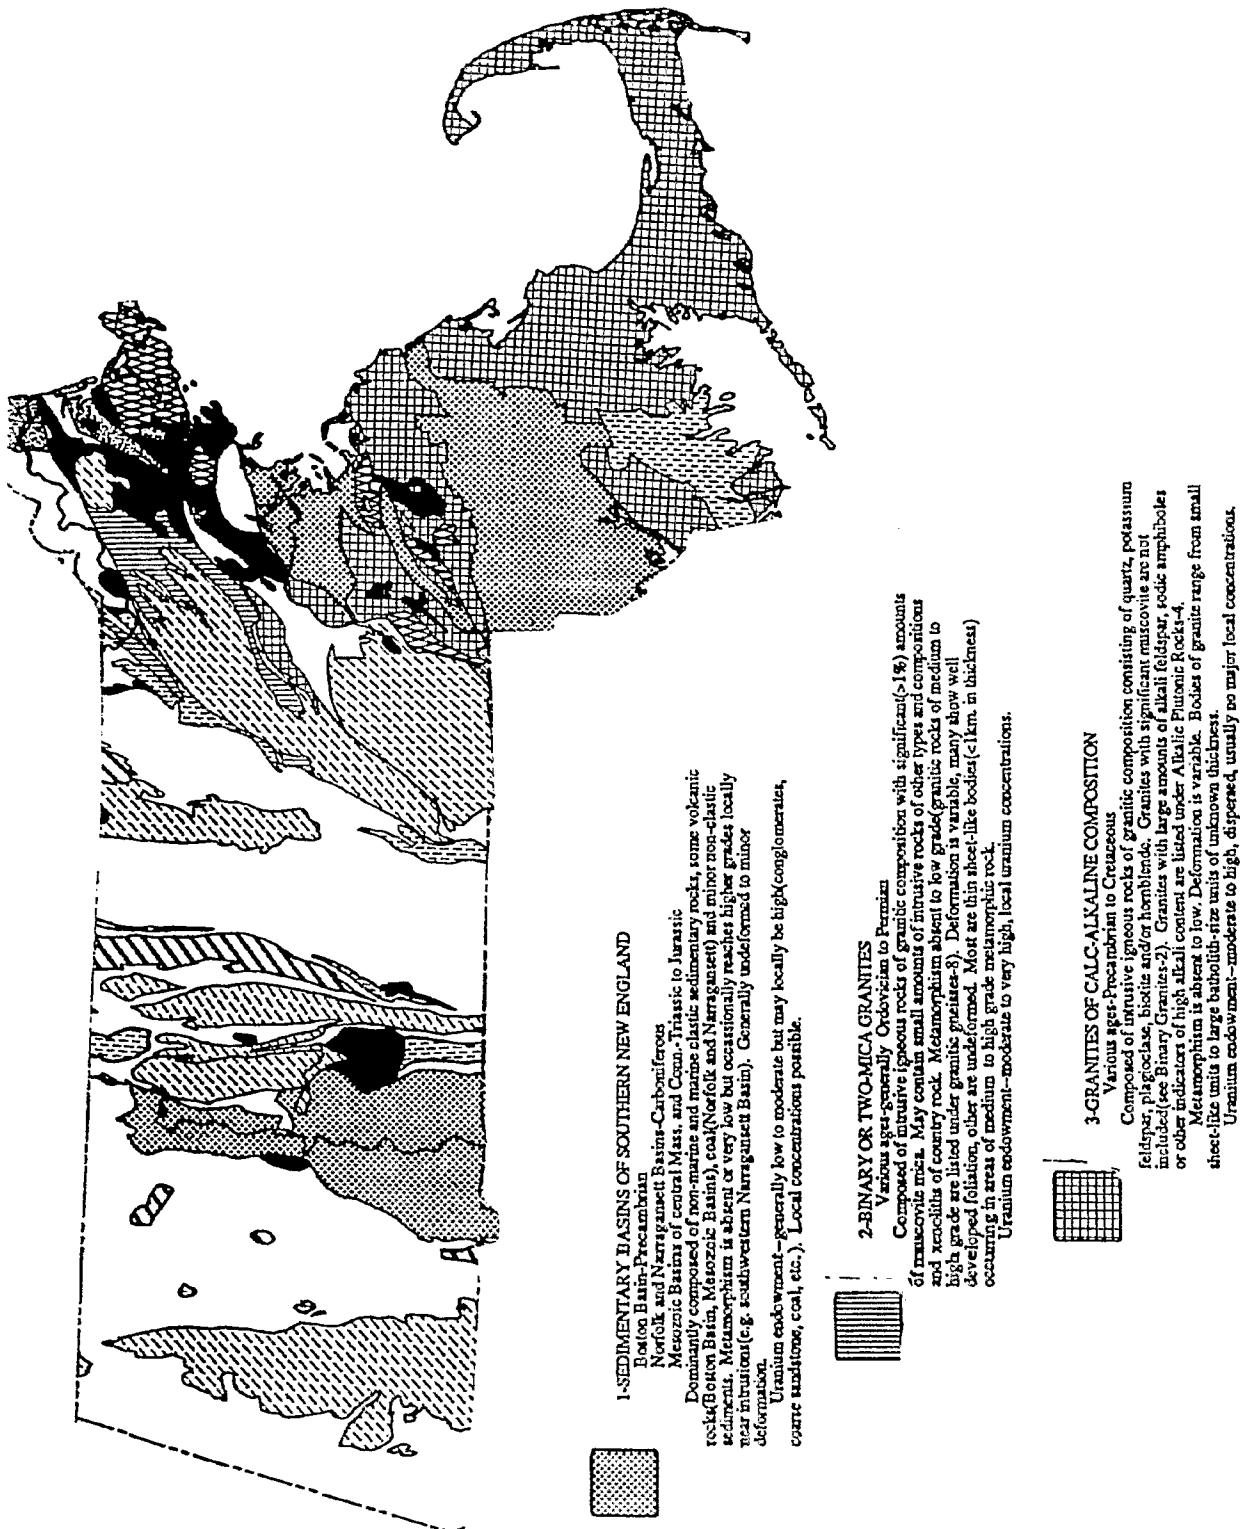 1-SEDIMENTARY BASINS OF SOUTHERN NEW ENGLAND
Boston Basin-Precambrian
Norfolk and Narragansett Basins-Carboniferous
Mesozoic Basins of central Mass. and Conn.-Triassic to Jurassic
Dominantly composed of non-marine and marine clastic sedimentary rocks, some volcanic
rocks(Boston Basin, Mesozoic Basins), coal(Norfolk and Narragansett) and minor non-clastic
sediments. Metamorphism is absent or very low but occassionally reaches higher grades locally
near intrusions(e.g. southwestern Narragansett Basin). Generally undeformed to minor
deformation.
Uranium endowment-generally low to moderate but may locally be high(conglomerates,
coarse sandstone, coal, etc.). Local concentrations possible.
2-BINARY OR TWO-MICA GRANITES
Various ages-generally Ordovician to Permian
Composed of intrusive igneous rocks of granitic composition with significant(>1%) amounts
of muscovite mica. May contain small amounts of intrusive rocks of other types and compositions
and xenoliths of country rock. Metamorphism absent to low grade(granitic rocks of medium to
high grade are listed under granitic gneisses-8). Deformation is variable, many show well
developed foliation, other are undeformed. Most are thin sheet-like bodies(<1km. in thickness)
occurring in areas of medium to high grade metamorphic rock.
Uranium endowment-moderate to very high, local uranium concentrations.
3-GRANITES OF CALC-ALKALINE COMPOSITION
Various ages-Precambrian to Cretaceous
Composed of intrusive igneous rocks of granitic composition consisting of quartz, potassium
feldspar, plagioclase, biotite and/or hornblende. Granites with significant muscovite are not
included(see Binary Granites-2). Granites with large amounts of alkali feldspar, sodic amphiboles
or other indicators of high alkali content are listed under Alkalic Plutonic Rocks-4.
Metamorphism is absent to low. Deformation is variable. Bodies of granite range from small
sheet-like units to large batholith-size units of unknown thickness.
Uranium endowment-moderate to high, dispersed, usually no major local concentrations.